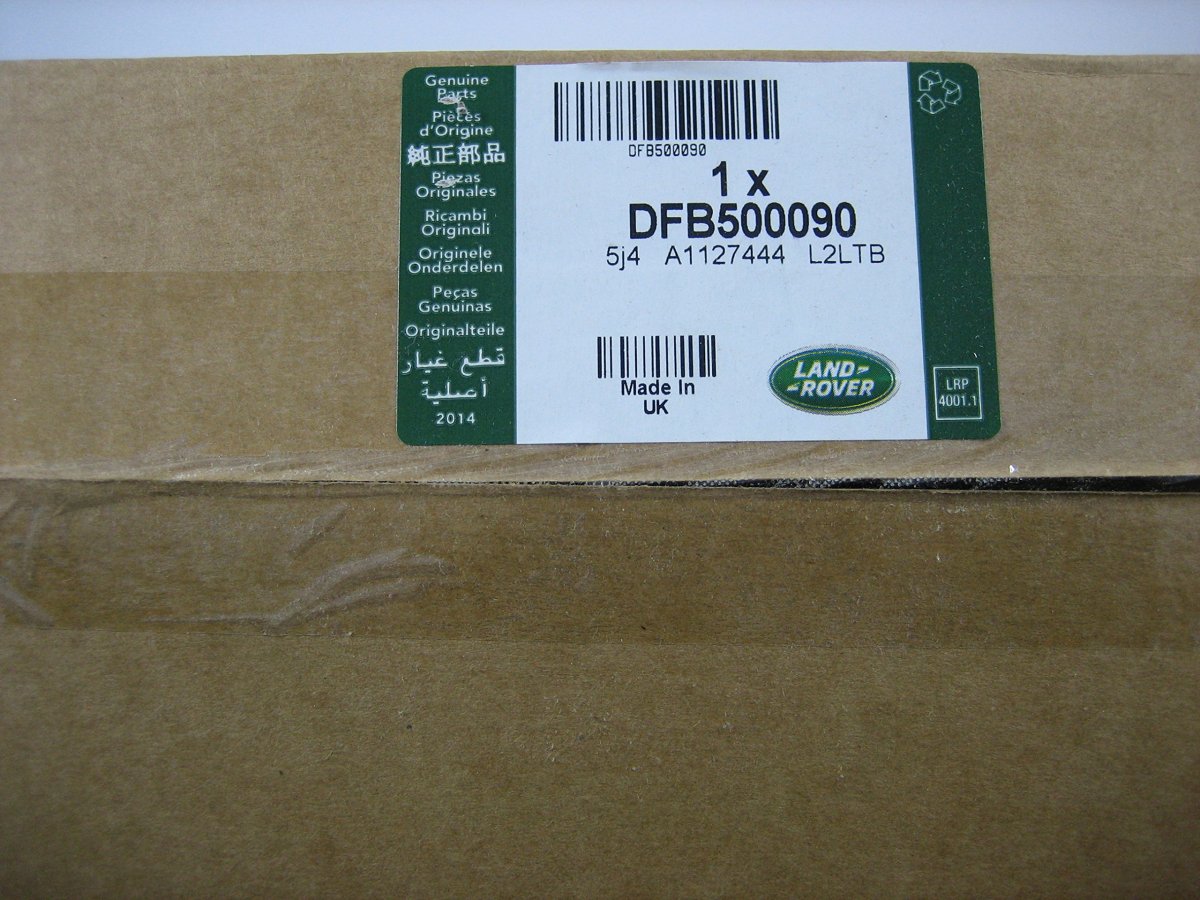 Genuine
Parts
Pièces
d'Origine
純正部品
Piezas
Originales
Ricambi
Originali
Originele
Onderdelen
Peças
Genuinas
Originalteile
قطع غيار
أصلية
2014
DFB500090
1 x
DFB500090
5j4 A1127444 L2LTB
Made In
UK
LAND-
-ROVER
LRP
4001.1